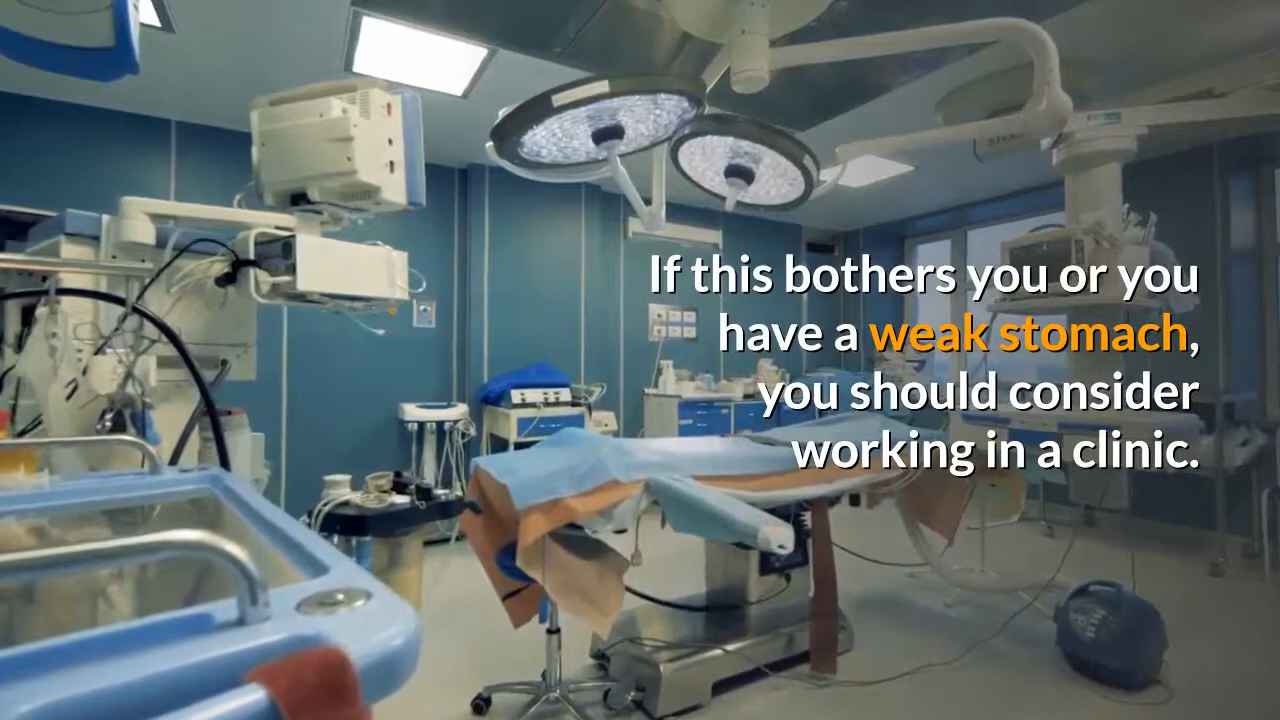 If this bothers you or you
have a weak stomach,
you should consider
working in a clinic.